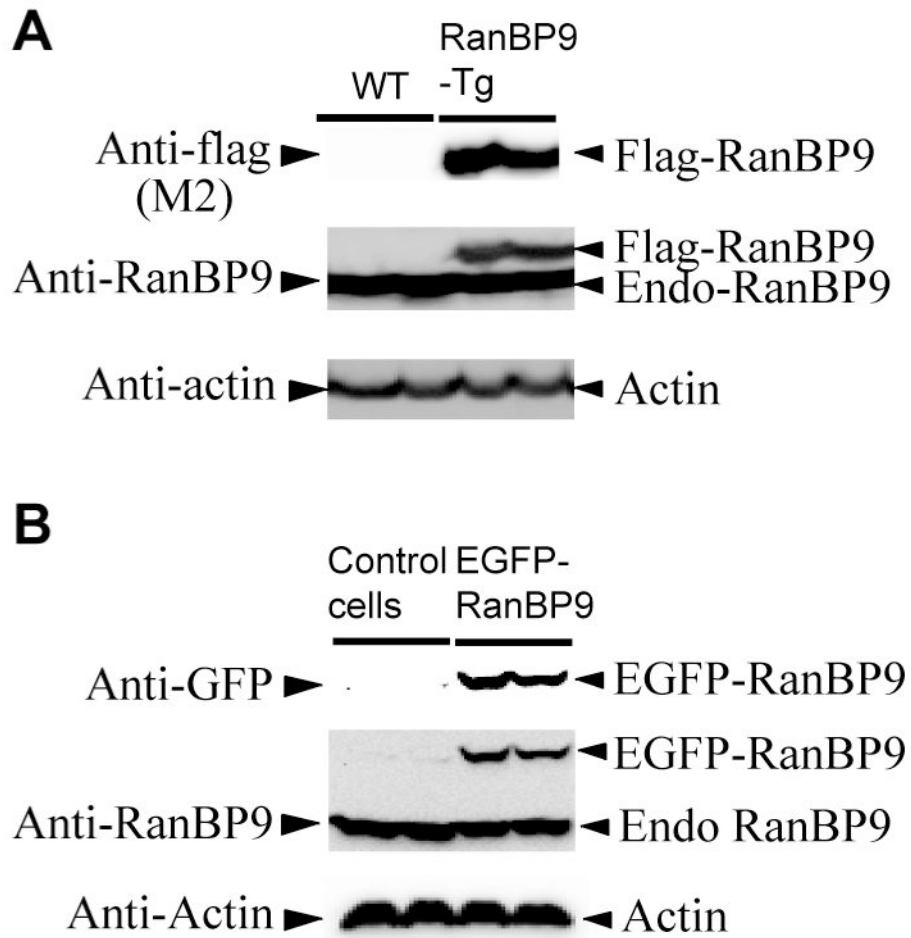 A
WT
RanBP9
-Tg
Anti-flag
(M2)
Flag-RanBP9
Anti-RanBP9
Flag-RanBP9
Endo-RanBP9
Anti-actin
Actin
B
Control
cells
EGFP-
RanBP9
Anti-GFP
EGFP-RanBP9
EGFP-RanBP9
Anti-RanBP9
Endo RanBP9
Anti-Actin
Actin